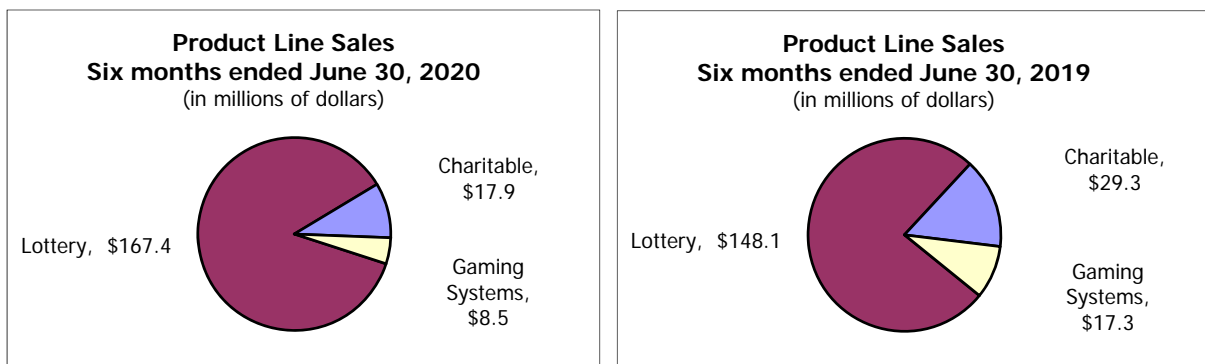 Product Line Sales
Six months ended June 30, 2020
(in millions of dollars)
Charitable,
$17.9
Lottery, $167.4
Gaming
Systems,
$8.5
Product Line Sales
Six months ended June 30, 2019
(in millions of dollars)
Charitable,
$29.3
Lottery, $148.1
Gaming
Systems,
$17.3